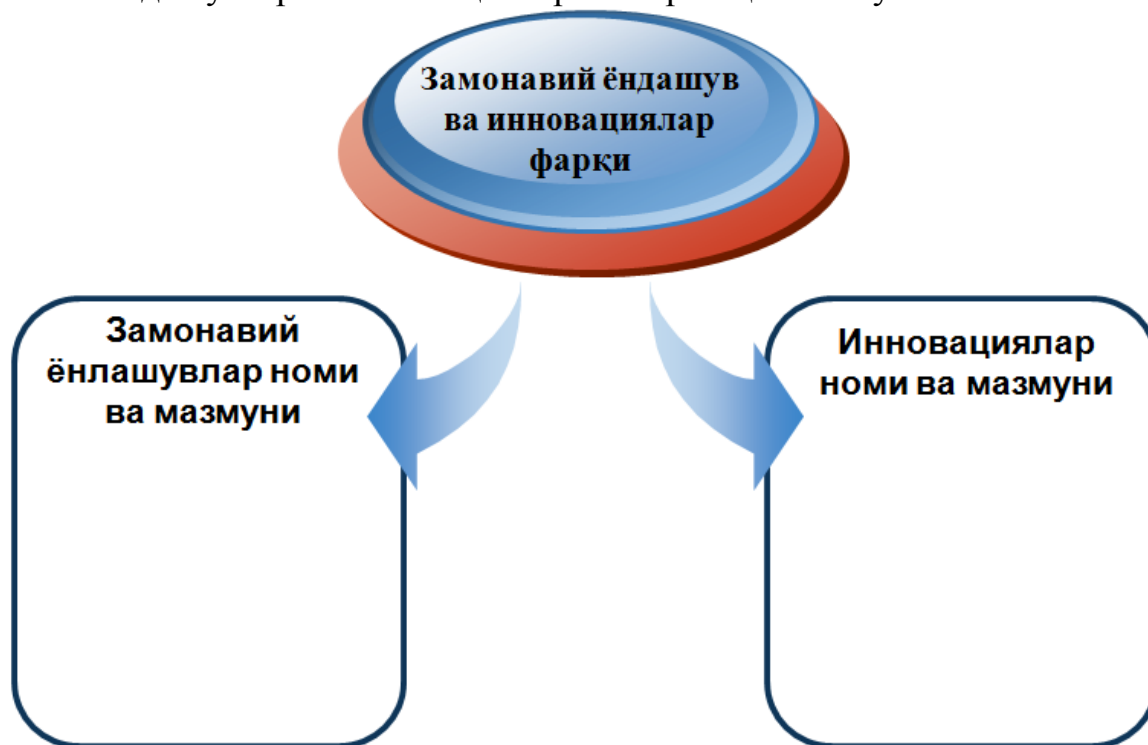 Замонавий ёндашув
ва инновациялар
фарқи
Замонавий
ёнлашувлар номи
ва мазмуни
Инновациялар
номи ва мазмуни